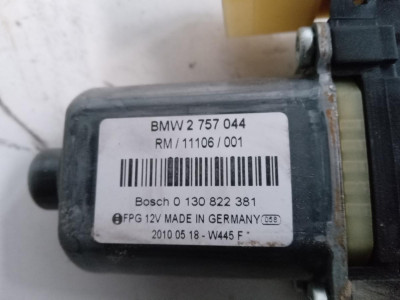 BMW 2 757 044
RM / 11106 / 001
Bosch 0 130 822 381
FPG 12V MADE IN GERMANY 058
2010 05 18 - W445 F *